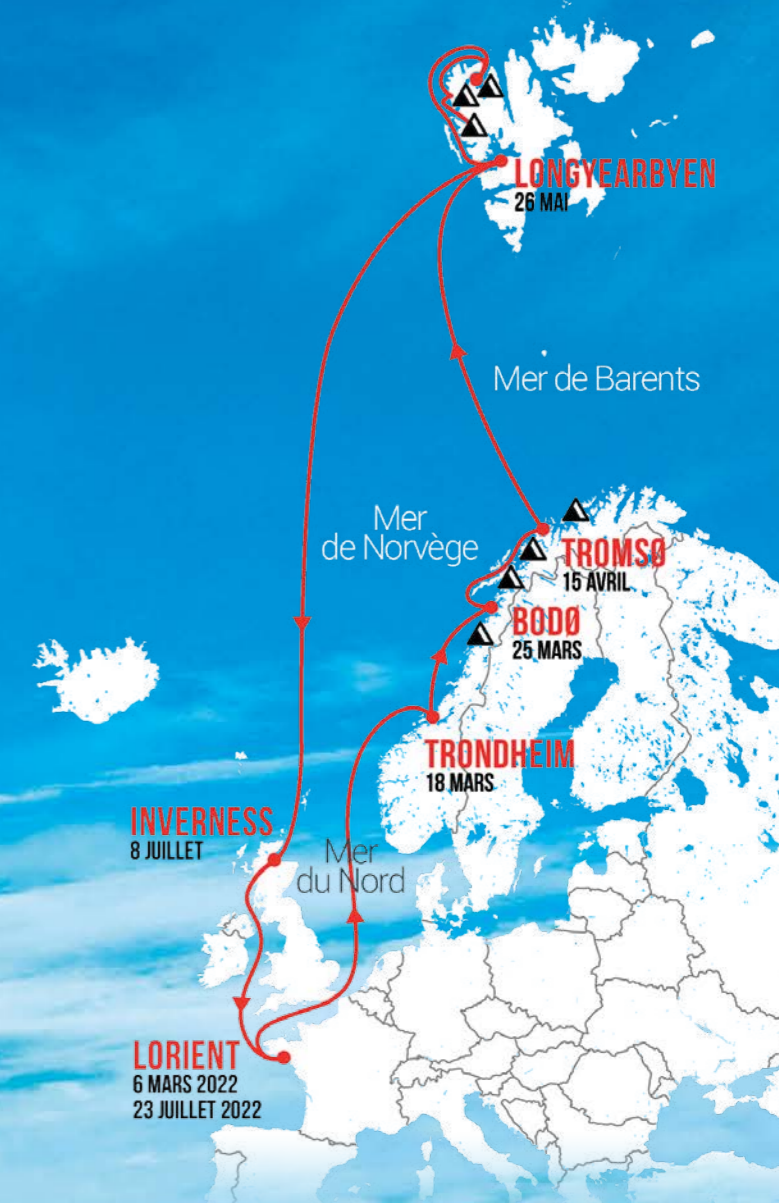 LONGYEARBYEN
26 MAI
Mer de Barents
Mer
de Norvège
TROMSØ
15 AVRIL
BODØ
25 MARS
TRONDHEIM
18 MARS
INVERNESS
8 JUILLET
Mer
du Nord
LORIENT
6 MARS 2022
23 JUILLET 2022